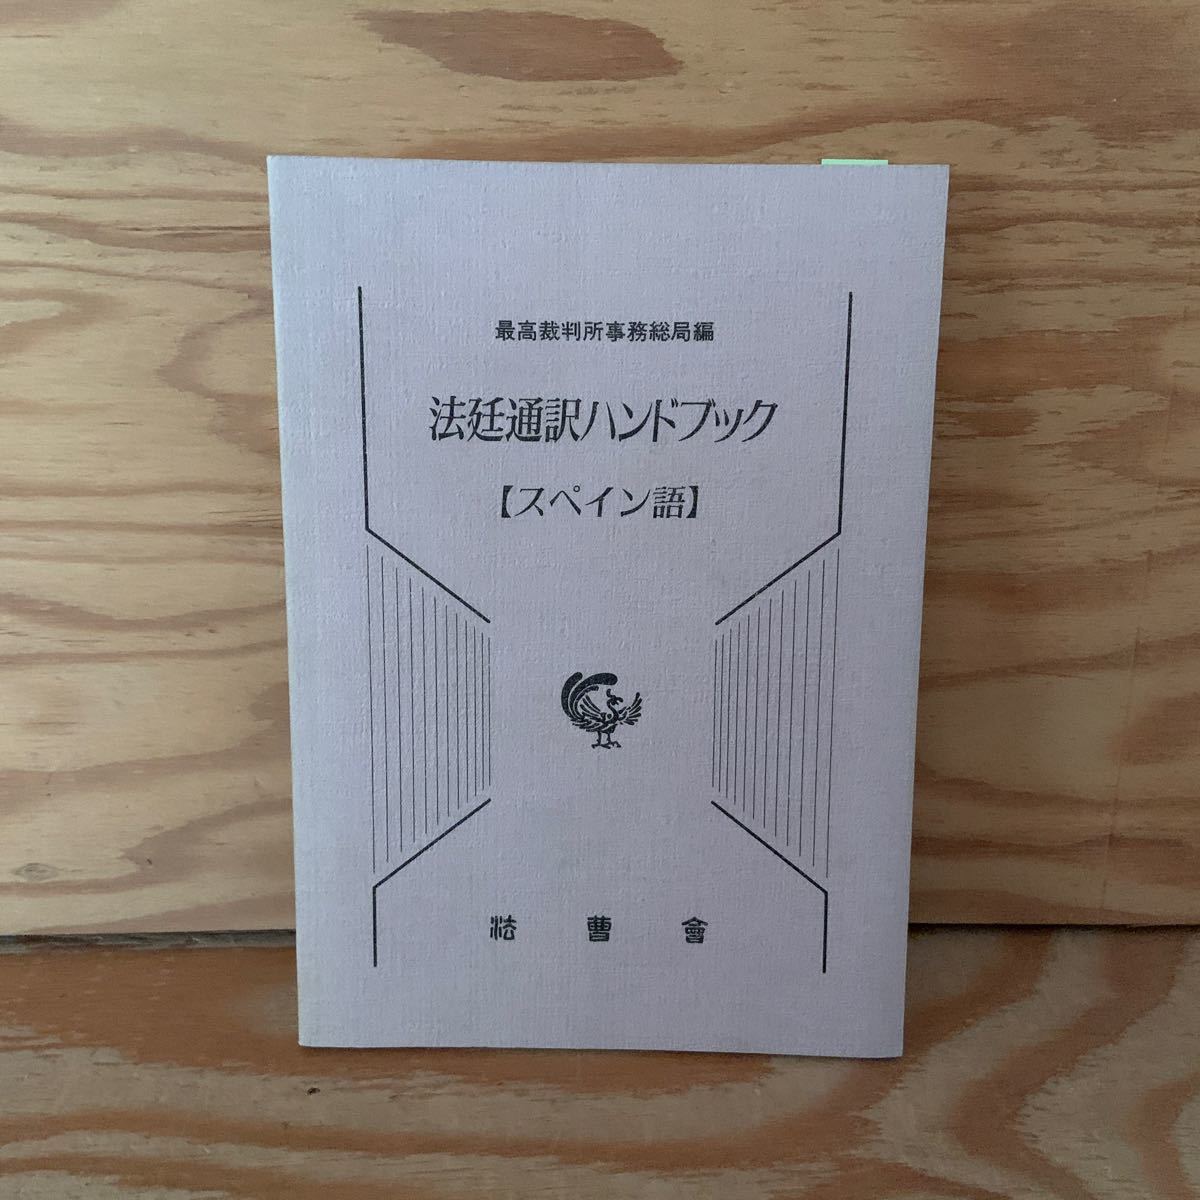 最高裁判所事務総局編
法廷通訳ハンドブック
【スペイン語】
法曹會